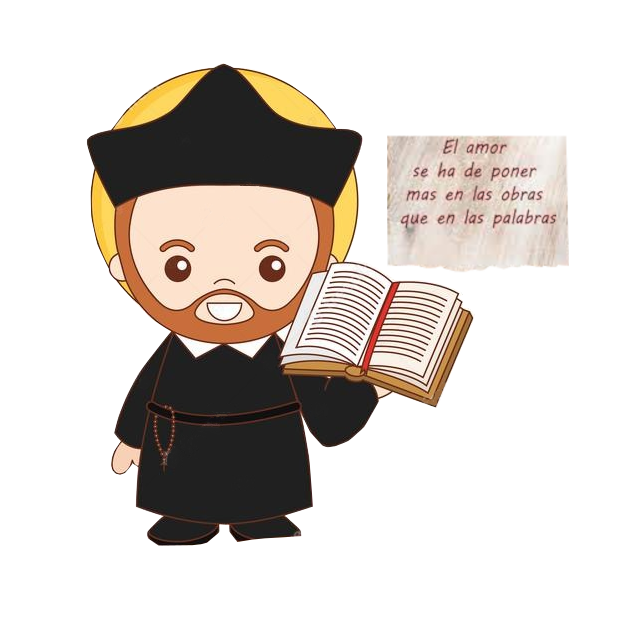 El amor
se ha de poner
mas en las obras
que en las palabras